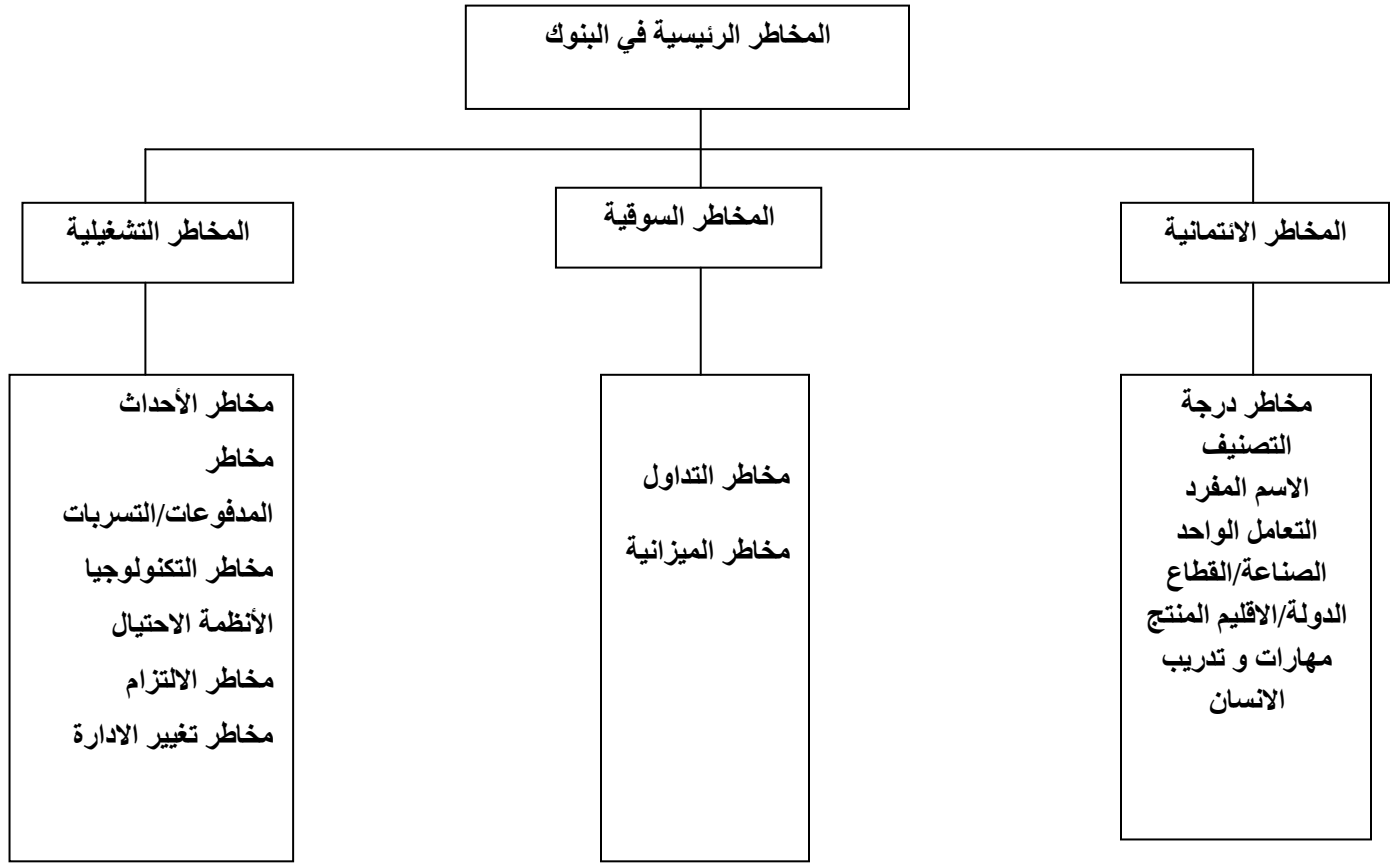 المخاطر الرئيسية في البنوك
المخاطر الائتمانية
المخاطر السوقية
المخاطر التشغيلية
مخاطر درجة
التصنيف
الاسم المفرد
التعامل الواحد
الصناعة/القطاع
الدولة/الاقليم المنتج
مهارات و تدريب
الانسان
مخاطر التداول
مخاطر الميزانية
مخاطر الأحداث
مخاطر
المدفوعات/التسربات
مخاطر التكنولوجيا
الأنظمة الاحتيال
مخاطر الالتزام
مخاطر تغيير الادارة